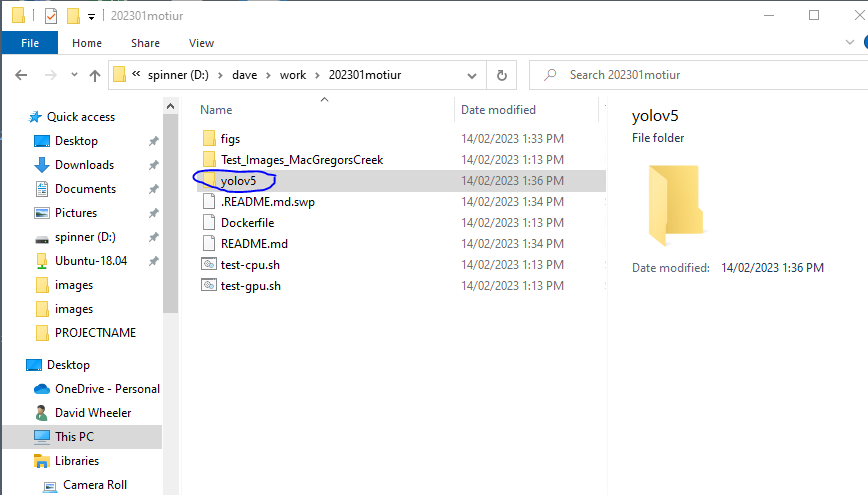 202301motiur
File Home Share View
« spinner (D:) > dave > work > 202301motiur
Search 202301motiur
Name Date modified
Quick access
Desktop
Downloads
Documents
Pictures
spinner (D:)
Ubuntu-18.04
images
images
PROJECTNAME
Desktop
OneDrive - Personal
David Wheeler
This PC
Libraries
Camera Roll
figs 14/02/2023 1:33 PM
Test_Images_MacGregorsCreek 14/02/2023 1:13 PM
yolov5 14/02/2023 1:36 PM
.README.md.swp 14/02/2023 1:34 PM
Dockerfile 14/02/2023 1:13 PM
README.md 14/02/2023 1:34 PM
test-cpu.sh 14/02/2023 1:13 PM
test-gpu.sh 14/02/2023 1:13 PM
yolov5
File folder
Date modified: 14/02/2023 1:36 PM